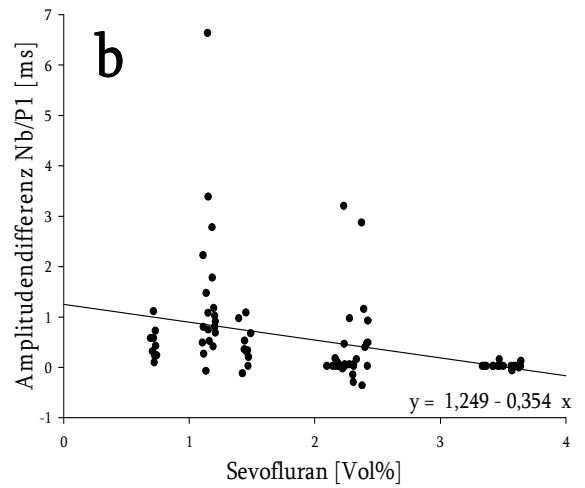 b
7
6
5
4
3
2
1
0
-1
Amplitudendifferenz Nb/P1 [ms]
y = 1,249 - 0,354 x
0 1 2 3 4
Sevofluran [Vol%]